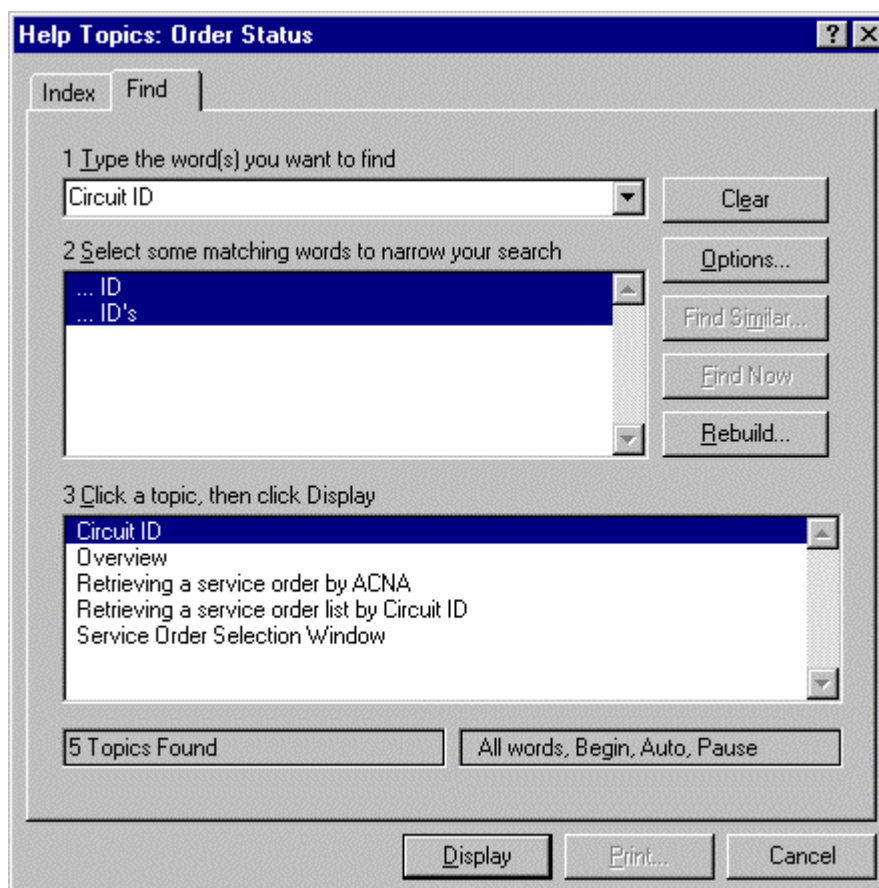 Help Topics: Order Status
Index
Find
1 Type the word(s) you want to find
Circuit ID
Clear
2 Select some matching words to narrow your search
Options...
... ID
... ID's
Find Similar...
Find Now
Rebuild...
3 Click a topic, then click Display
Circuit ID
Overview
Retrieving a service order by ACNA
Retrieving a service order list by Circuit ID
Service Order Selection Window
5 Topics Found
All words, Begin, Auto, Pause
Display
Print...
Cancel